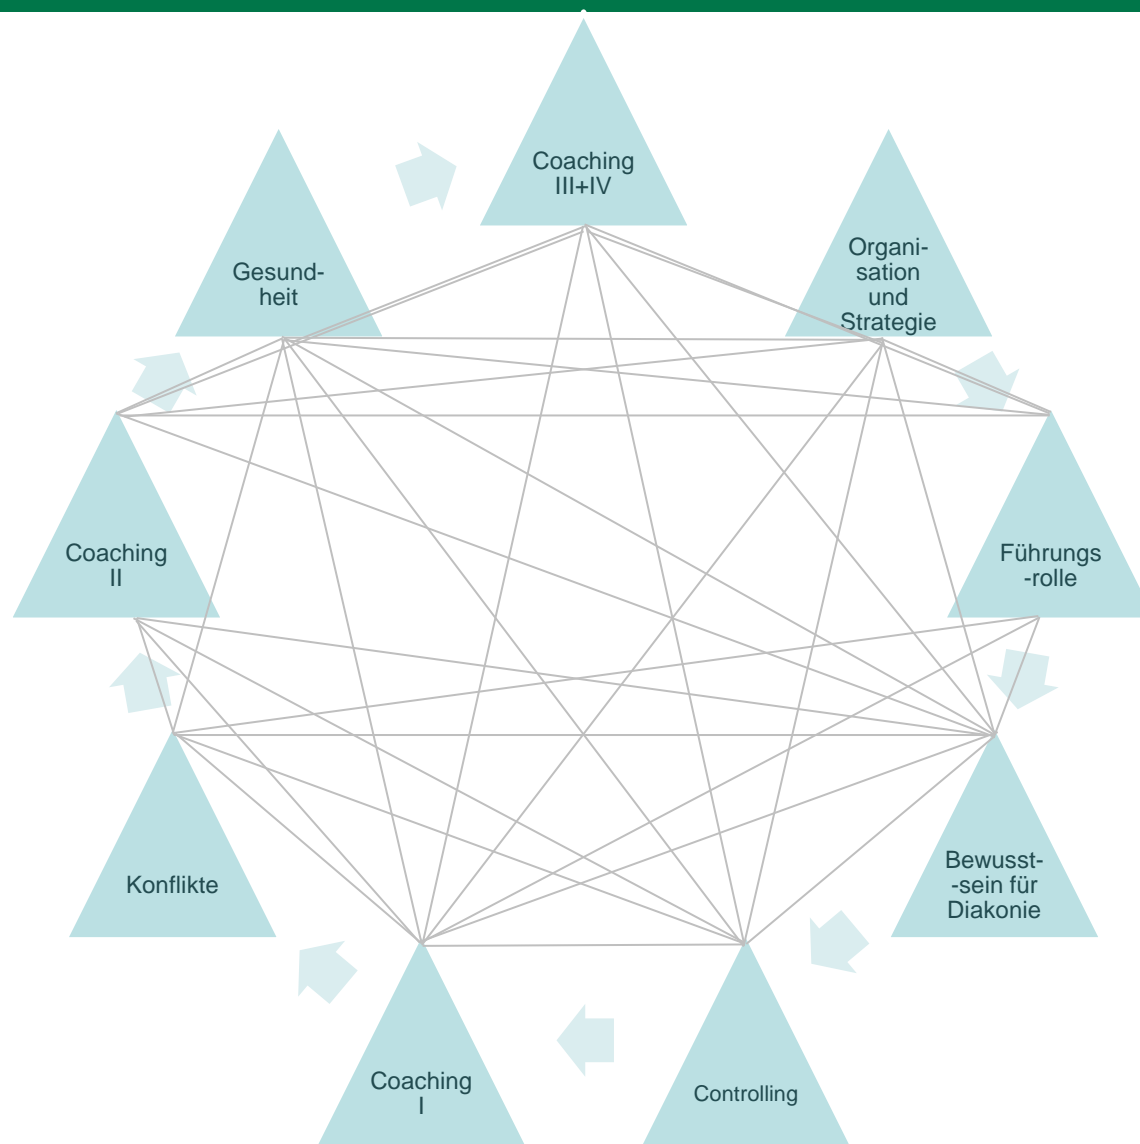 Coaching
III+IV
Organi-
sation
und
Strategie
Führungs
-rolle
Bewusst-
-sein für
Diakonie
Controlling
Coaching
I
Konflikte
Coaching
II
Gesund-
heit